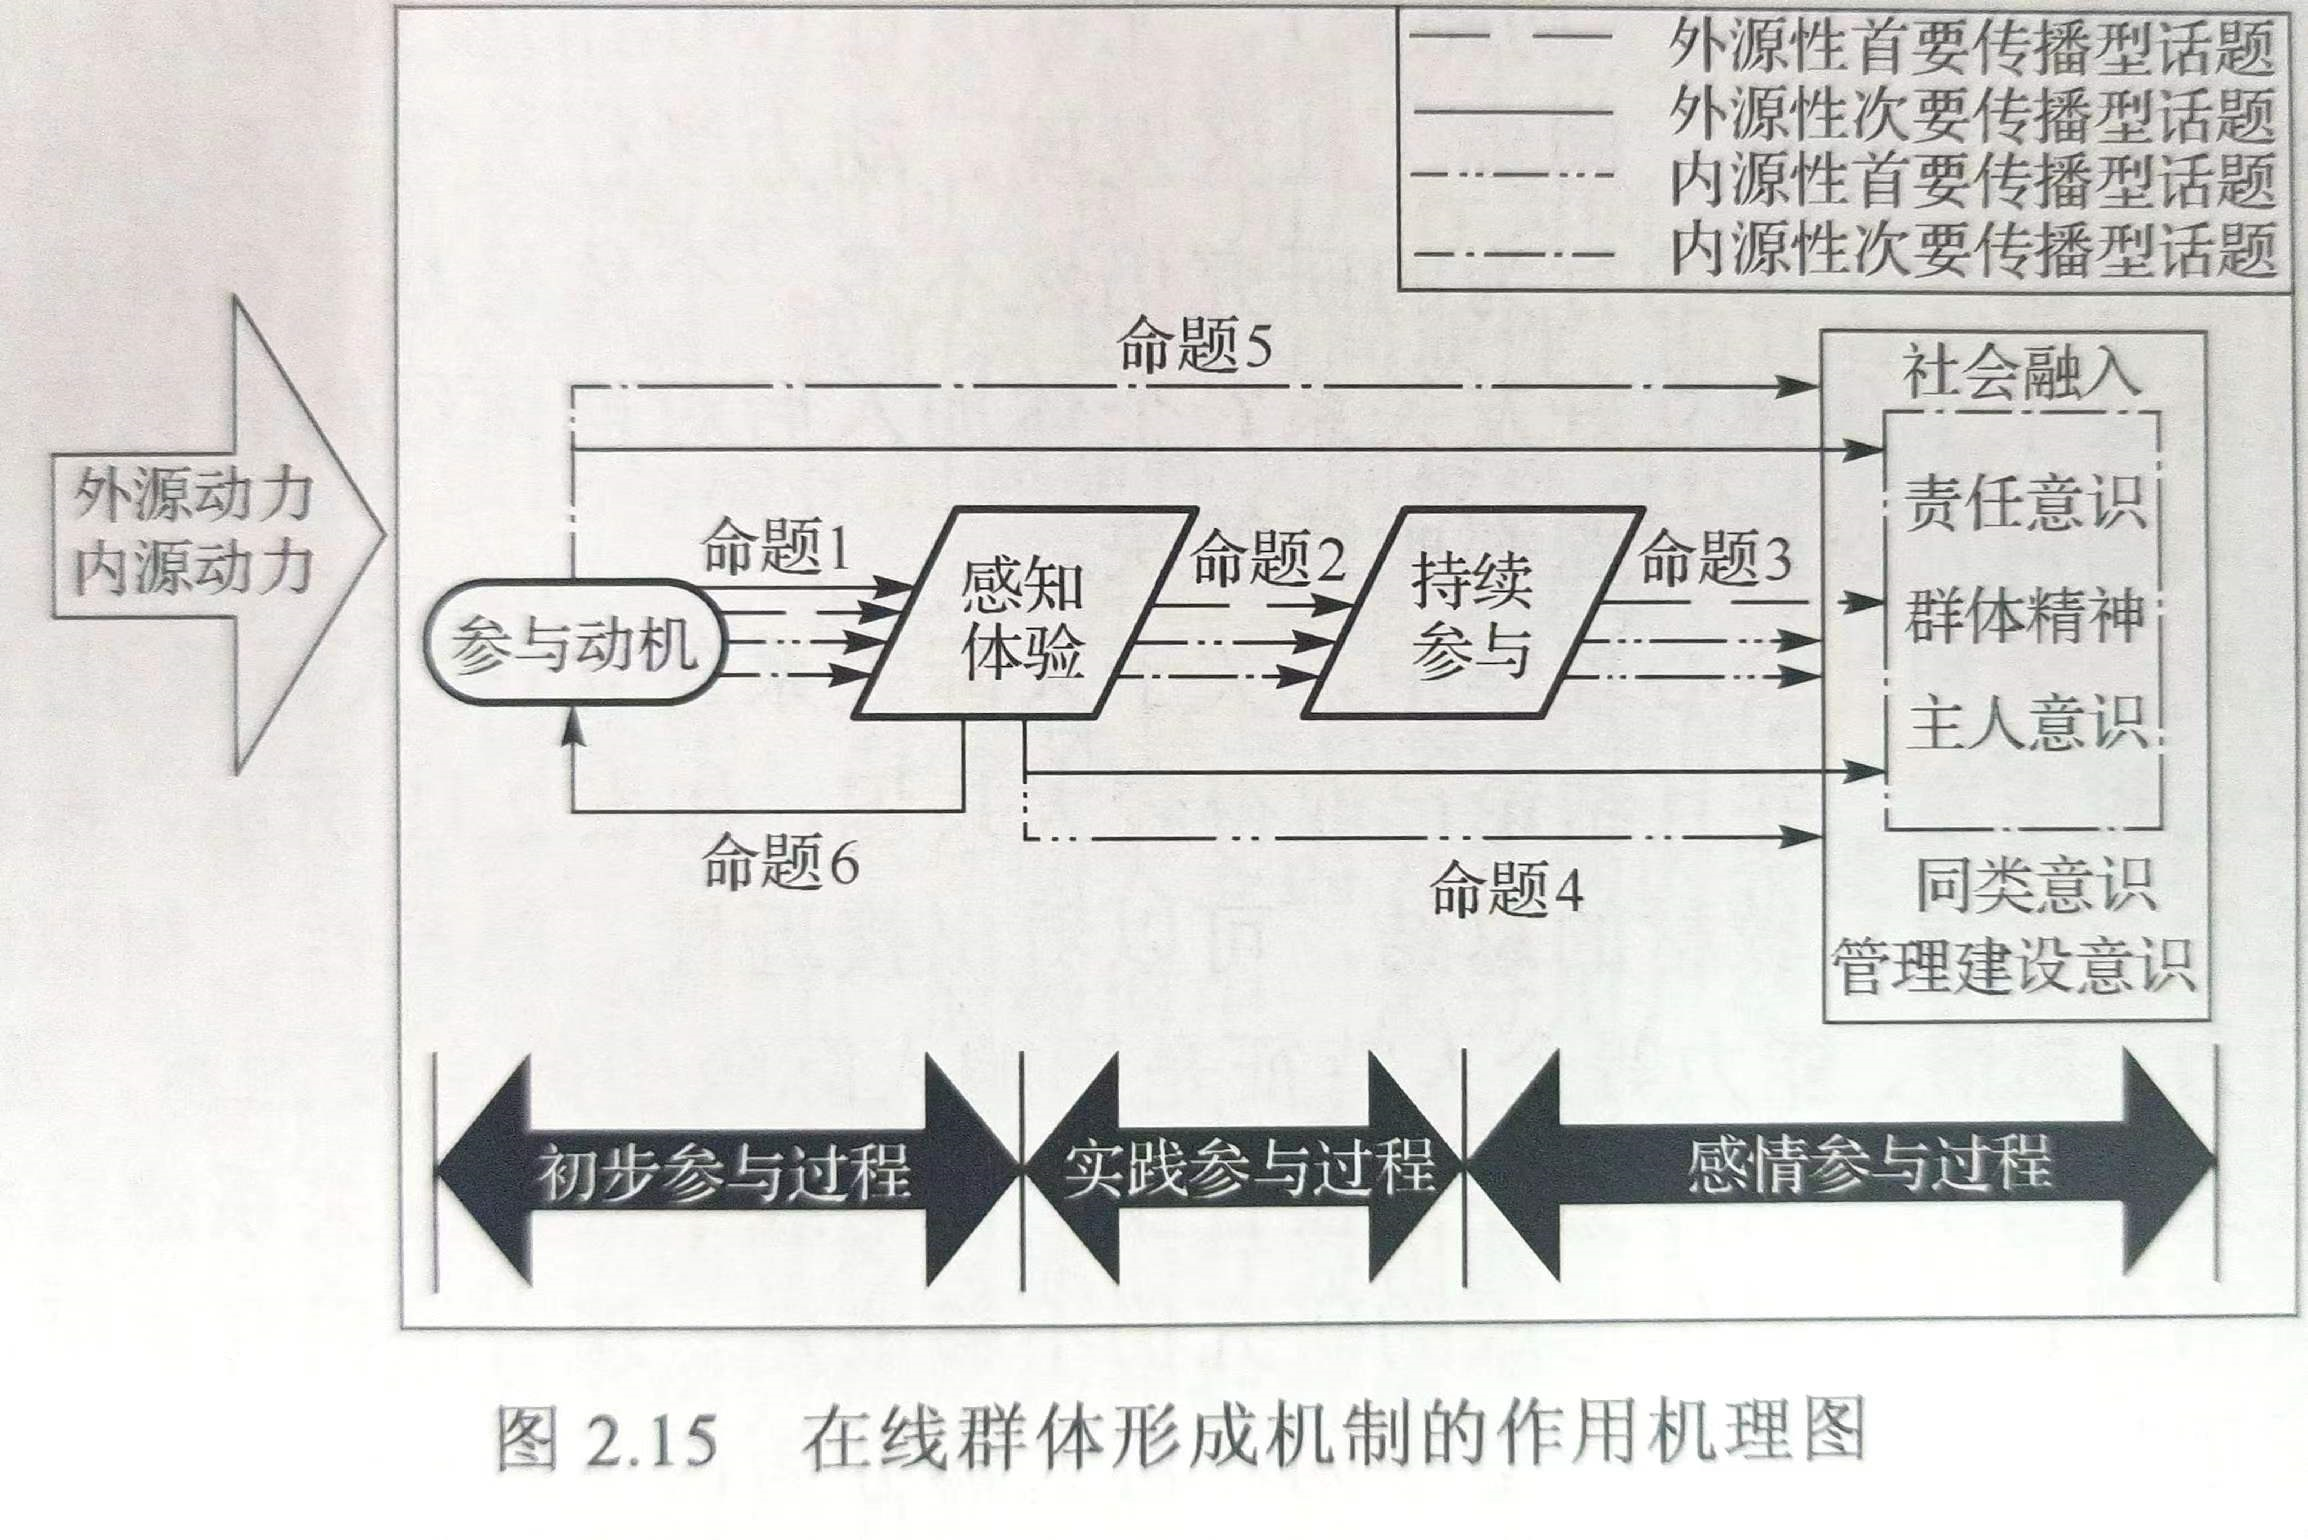 外源性首要传播型话题
外源性次要传播型话题
内源性首要传播型话题
内源性次要传播型话题
外源动力
内源动力
命题5
社会融入
命题1
命题2
命题3
责任意识
参与动机
感知
体验
持续
参与
群体精神
主人意识
命题6
命题4
同类意识
管理建设意识
初步参与过程
实践参与过程
感情参与过程
图 2.15 在线群体形成机制的作用机理图